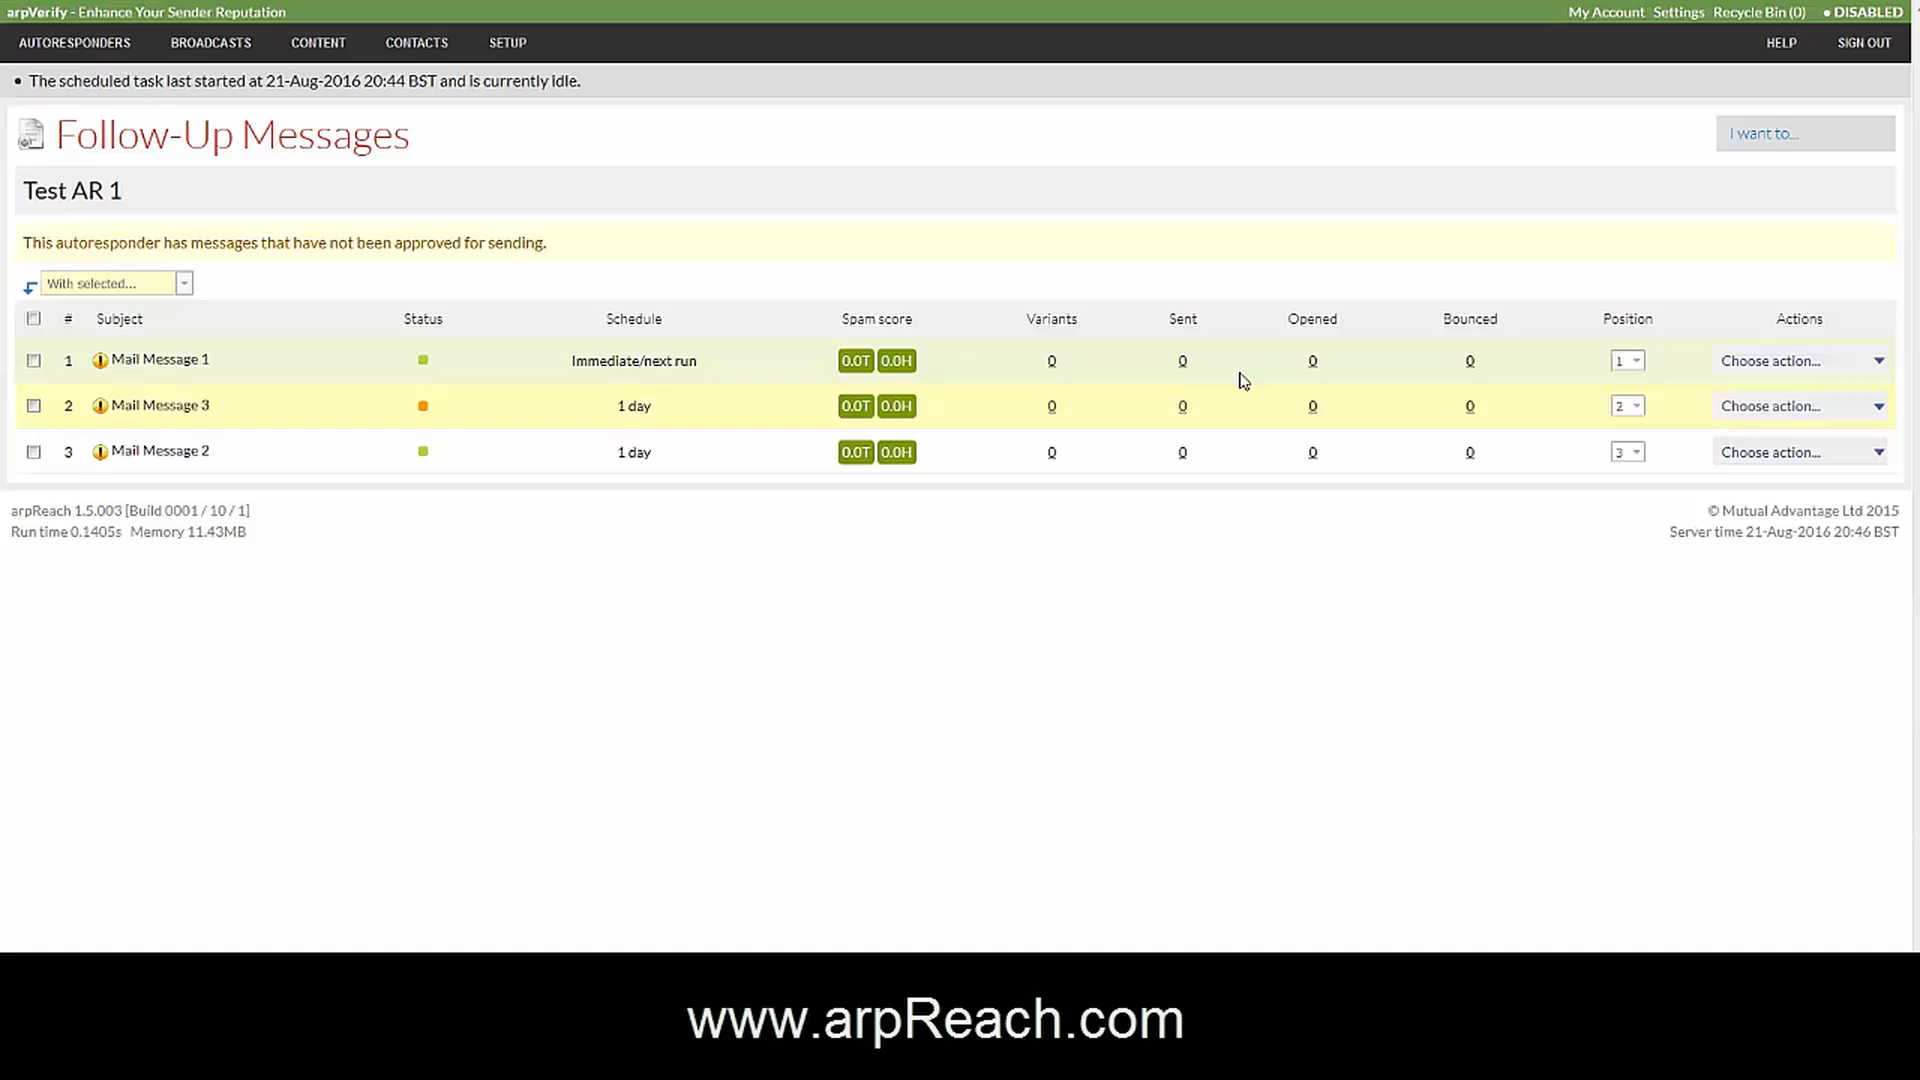 arpVerify - Enhance Your Sender Reputation
My Account Settings Recycle Bin (0) • DISABLED
AUTORESPONDERS BROADCASTS CONTENT CONTACTS SETUP HELP SIGN OUT
• The scheduled task last started at 21-Aug-2016 20:44 BST and is currently idle.
Follow-Up Messages
I want to...
Test AR 1
This autoresponder has messages that have not been approved for sending.
With selected...
# Subject Status Schedule Spam score Variants Sent Opened Bounced Position Actions
1 Mail Message 1 Immediate/next run 0.0T 0.0H 0 0 0 0 1 Choose action...
2 Mail Message 3 1 day 0.0T 0.0H 0 0 0 0 2 Choose action...
3 Mail Message 2 1 day 0.0T 0.0H 0 0 0 0 3 Choose action...
arpReach 1.5.003 [Build 0001 / 10 / 1]
© Mutual Advantage Ltd 2015
Run time 0.1405s Memory 11.43MB
Server time 21-Aug-2016 20:46 BST
www.arpReach.com